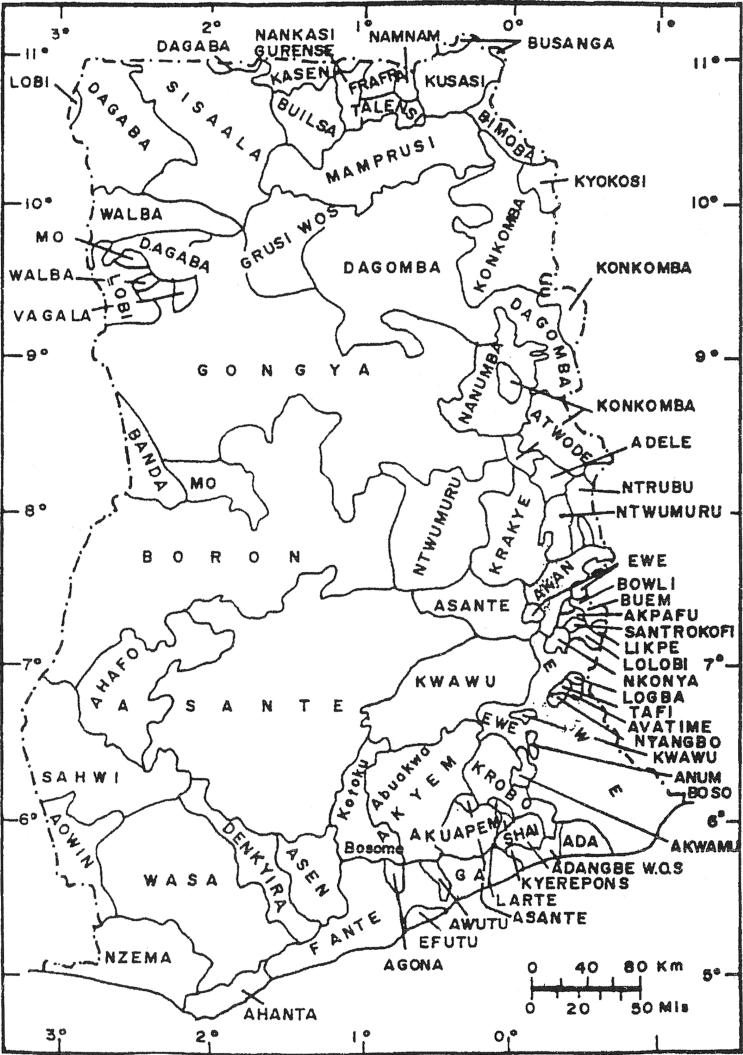 3° 2° 1° 0° 1°
NANKASI
GURENSE
NAMNAM
DAGABA
BUSANGA
11° 11°
LOBI
DAGABA
SISAALA
KASENA
FRAFRA
KUSASI
BUILSA
TALENSI
BIMOBA
MAMPRUSI
KYOKOSI
10° 10°
WALBA
MO
DAGABA
GRUSI WOS
DAGOMBA
KONKOMBA
KONKOMBA
WALBA
LOBI
VAGALA
DAGOMBA
9° 9°
GONGYA
NANUMBA
KONKOMBA
ATWODE
ADELE
BANDA
MO
NTRUBU
8°
NTWUMURU
NTWUMURU
KRAKYE
BORON
AKAN
EWE
ASANTE
BOWLI
BUEM
AKPAFU
SANTROKOFI
LIKPE
7° 7°
LOLOBI
AHAFO
KWAWU
NKONYA
ASANTE
LOGBA
TAFI
AVATIME
NYANGBO
KWAWU
EWE
EWE
SAHWI
Kotoku
Abuakwa
AKYEM
KROBO
ANUM
BOSO
6° 6°
AOWIN
DENKYIRA
ASEN
Bosome
AKUAPEM
SHAI
ADA
AKWAMU
WASA
GA
ADANGBE W.O.S
KYEREPONS
LARTE
ASANTE
AWUTU
FANTE
EFUTU
AGONA
NZEMA
AHANTA
5°
0 40 80 Km
0 20 50 Mls
3° 2° 1° 0° 1°